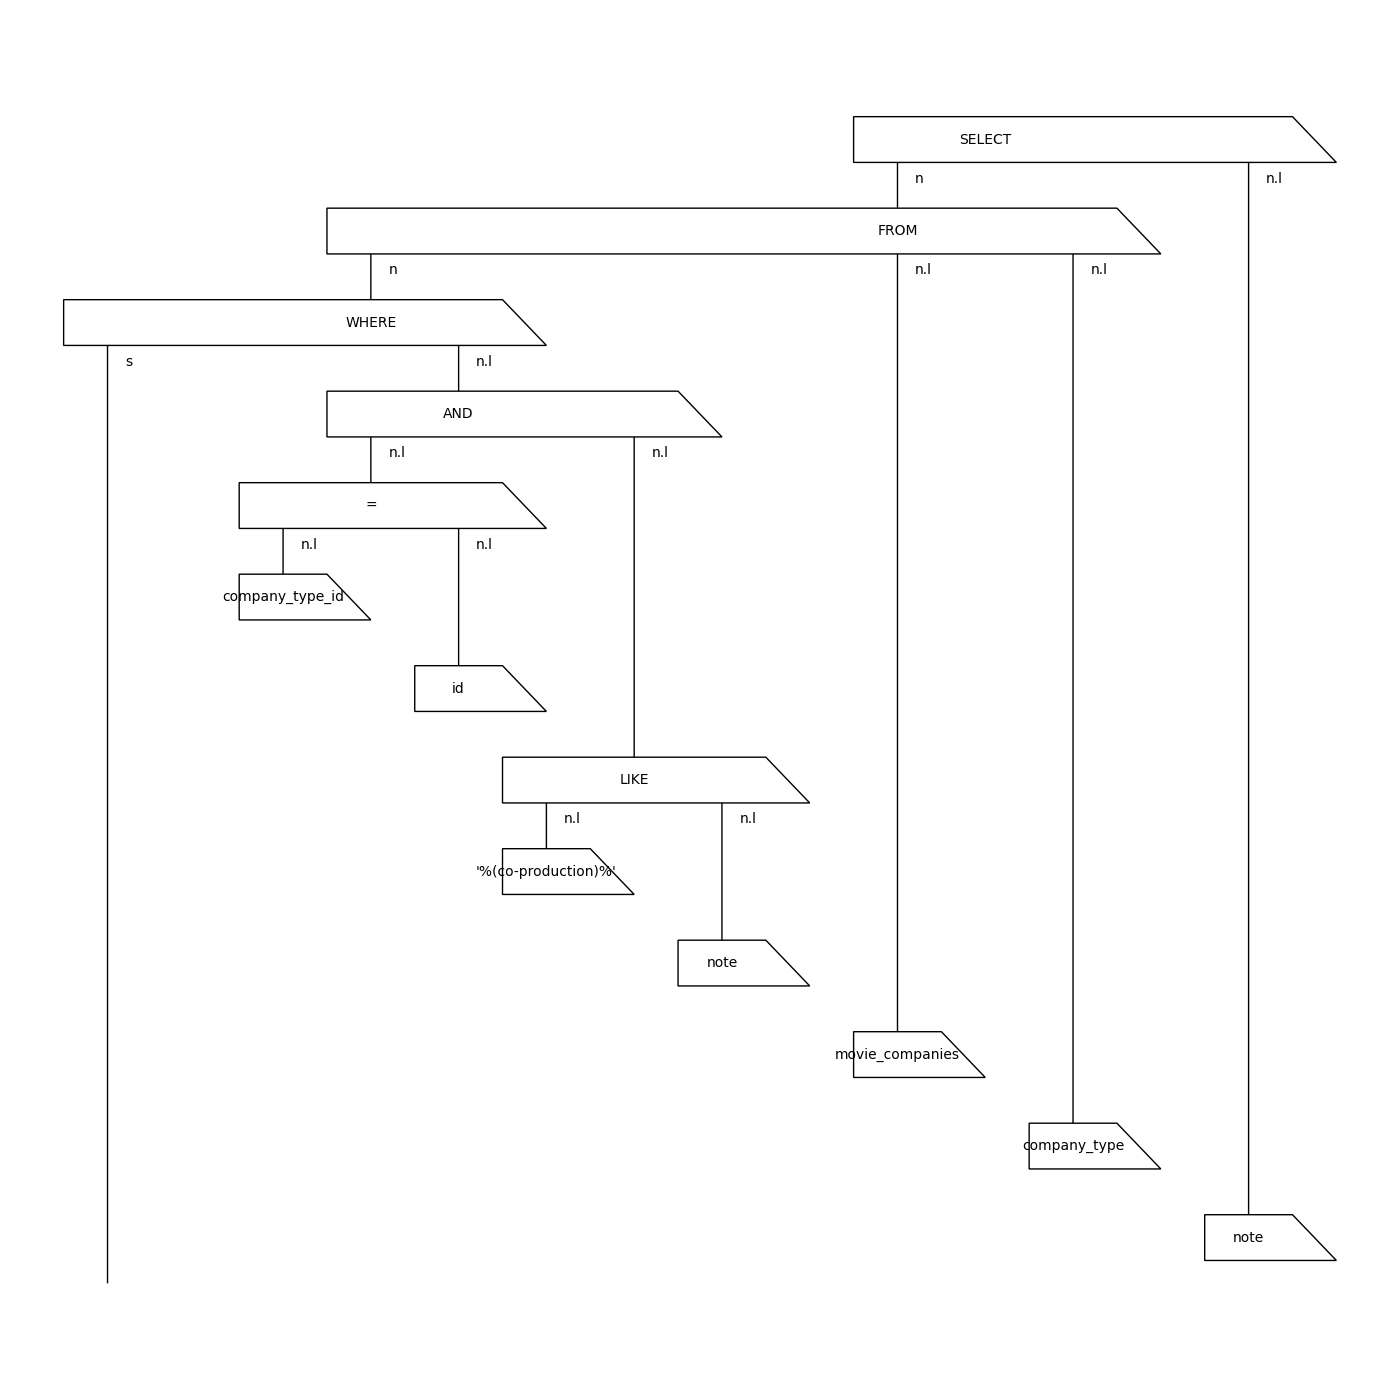 SELECT
n n.l
FROM
n n.l n.l
WHERE
s n.l
AND
n.l n.l
=
n.l n.l
company_type_id
id
LIKE
n.l n.l
'%(co-production)%'
note
movie_companies
company_type
note